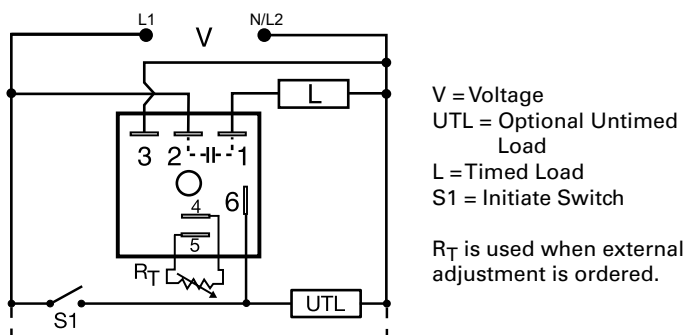 L1
V
N/L2
L
3
2
1
6
4
5
RT
S1
UTL
V = Voltage
UTL = Optional Untimed
Load
L = Timed Load
S1 = Initiate Switch
RT is used when external
adjustment is ordered.